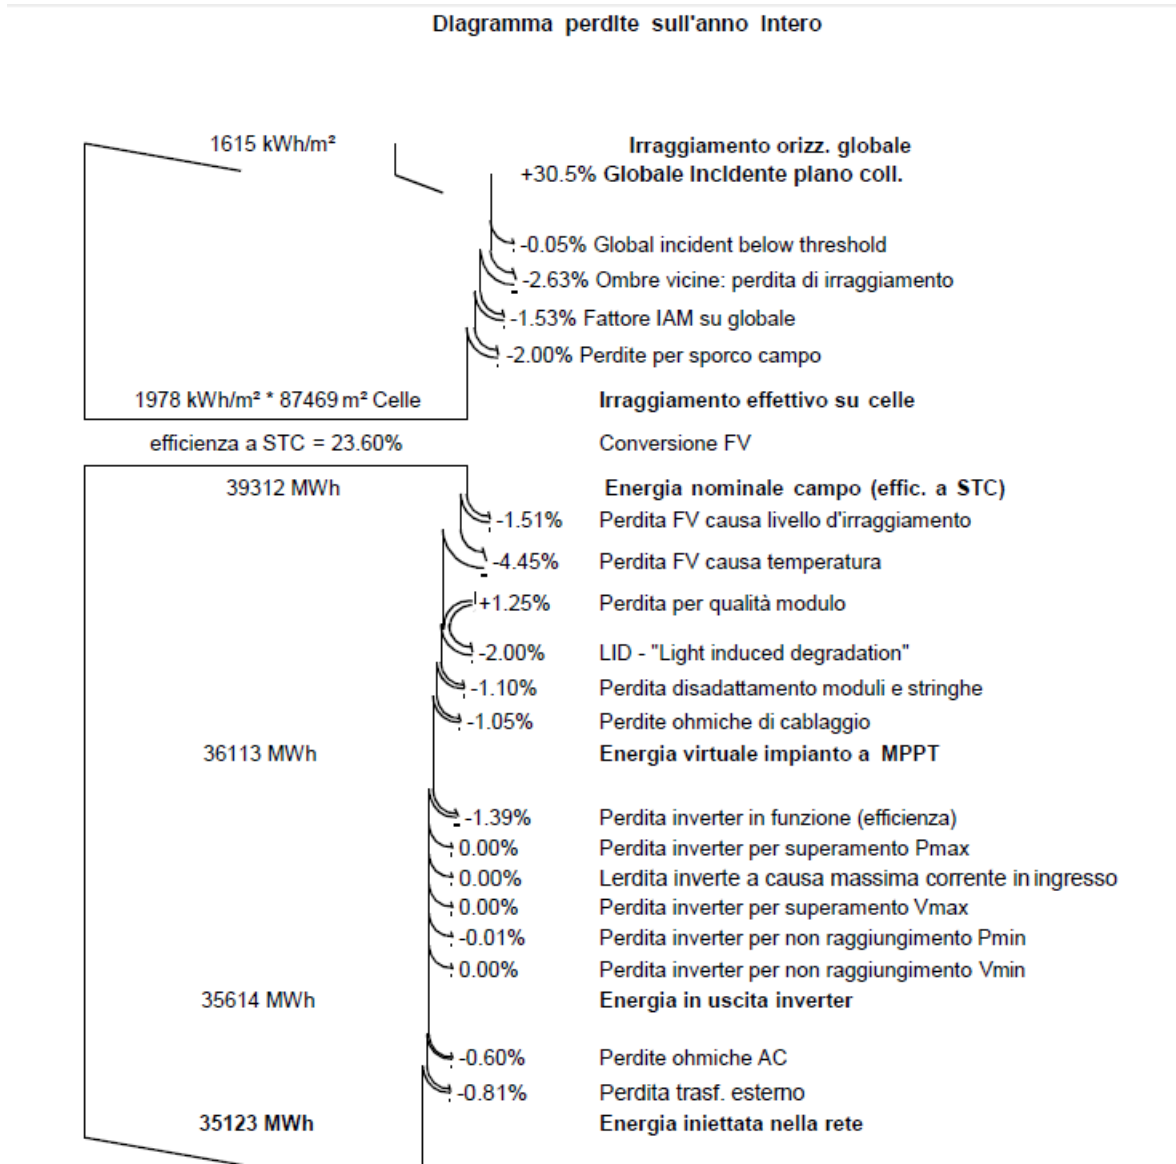 Diagramma perdite sull'anno intero
1615 kWh/m² Irraggiamento orizz. globale
+30.5% Globale incidente piano coll.
-0.05% Global incident below threshold
-2.63% Ombre vicine: perdita di irraggiamento
-1.53% Fattore IAM su globale
-2.00% Perdite per sporco campo
1978 kWh/m² * 87469 m² Celle Irraggiamento effettivo su celle
efficienza a STC = 23.60% Conversione FV
39312 MWh Energia nominale campo (effic. a STC)
-1.51% Perdita FV causa livello d'irraggiamento
-4.45% Perdita FV causa temperatura
+1.25% Perdita per qualità modulo
-2.00% LID - "Light induced degradation"
-1.10% Perdita disadattamento moduli e stringhe
-1.05% Perdite ohmiche di cablaggio
36113 MWh Energia virtuale impianto a MPPT
-1.39% Perdita inverter in funzione (efficienza)
0.00% Perdita inverter per superamento Pmax
0.00% Lerdita inverte a causa massima corrente in ingresso
0.00% Perdita inverter per superamento Vmax
-0.01% Perdita inverter per non raggiungimento Pmin
0.00% Perdita inverter per non raggiungimento Vmin
35614 MWh Energia in uscita inverter
-0.60% Perdite ohmiche AC
-0.81% Perdita trasf. esterno
35123 MWh Energia iniettata nella rete